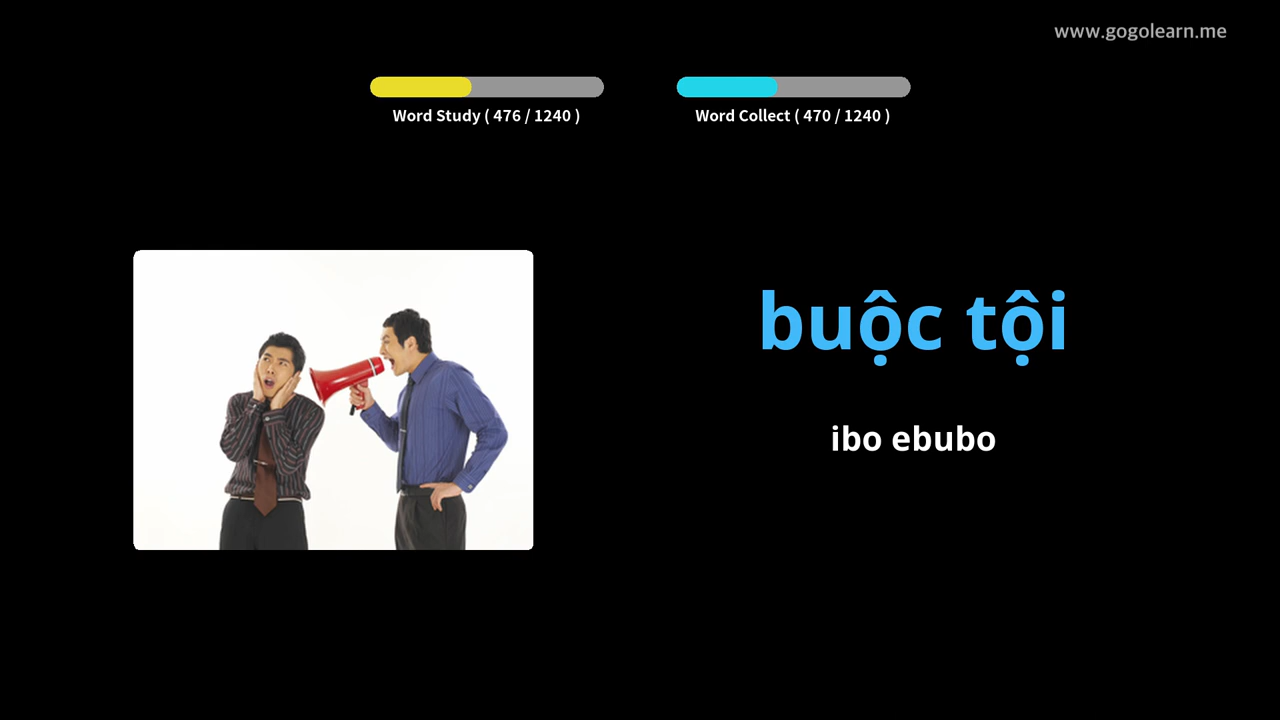 www.gogolearn.me
Word Study ( 476 / 1240 )
Word Collect ( 470 / 1240 )
buộc tội
ibo ebubo